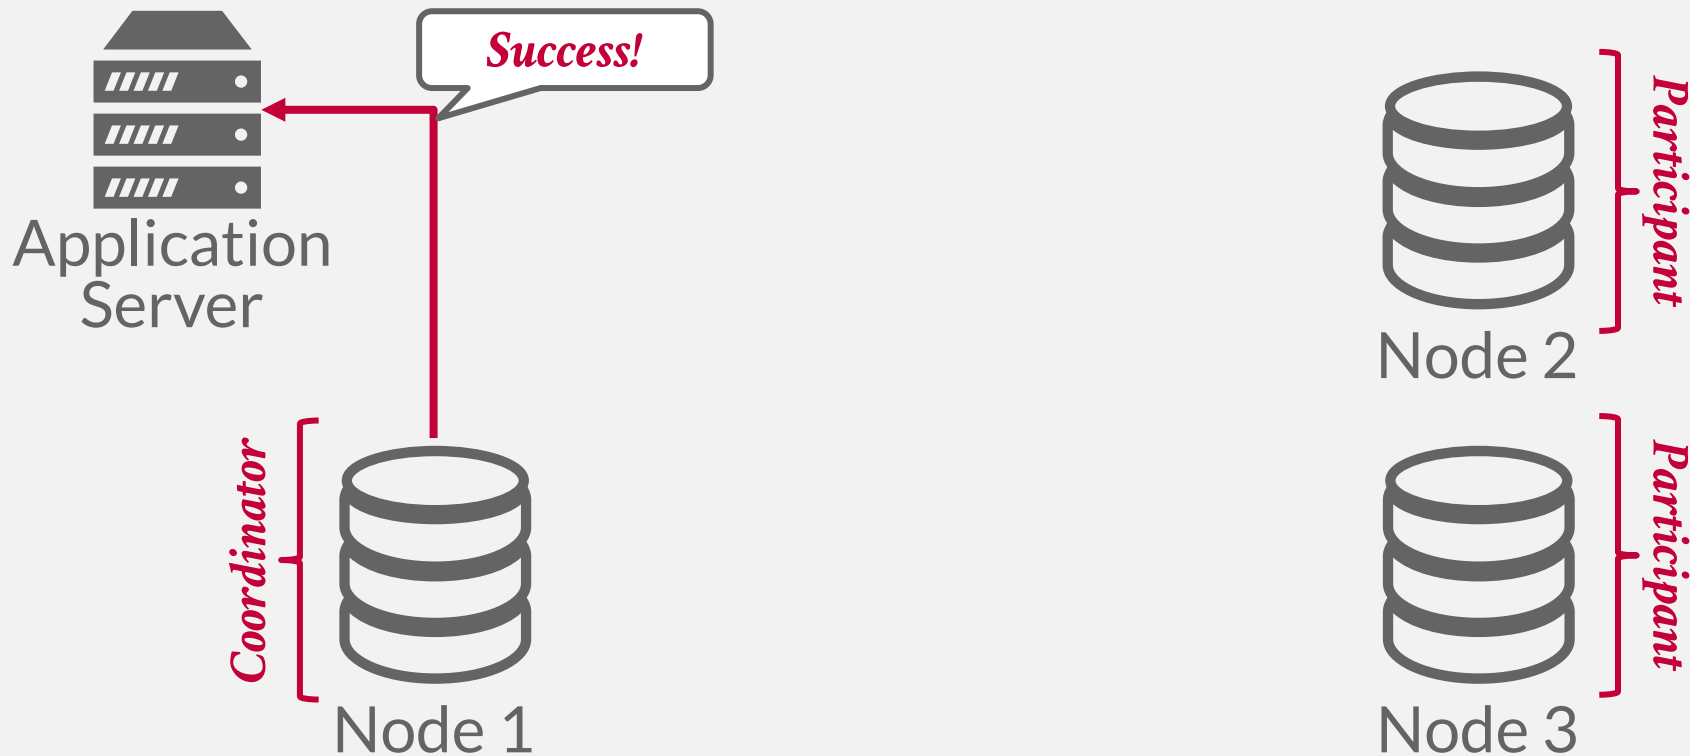 Success!
Application
Server
Participant
Node 2
Coordinator
Node 1
Participant
Node 3